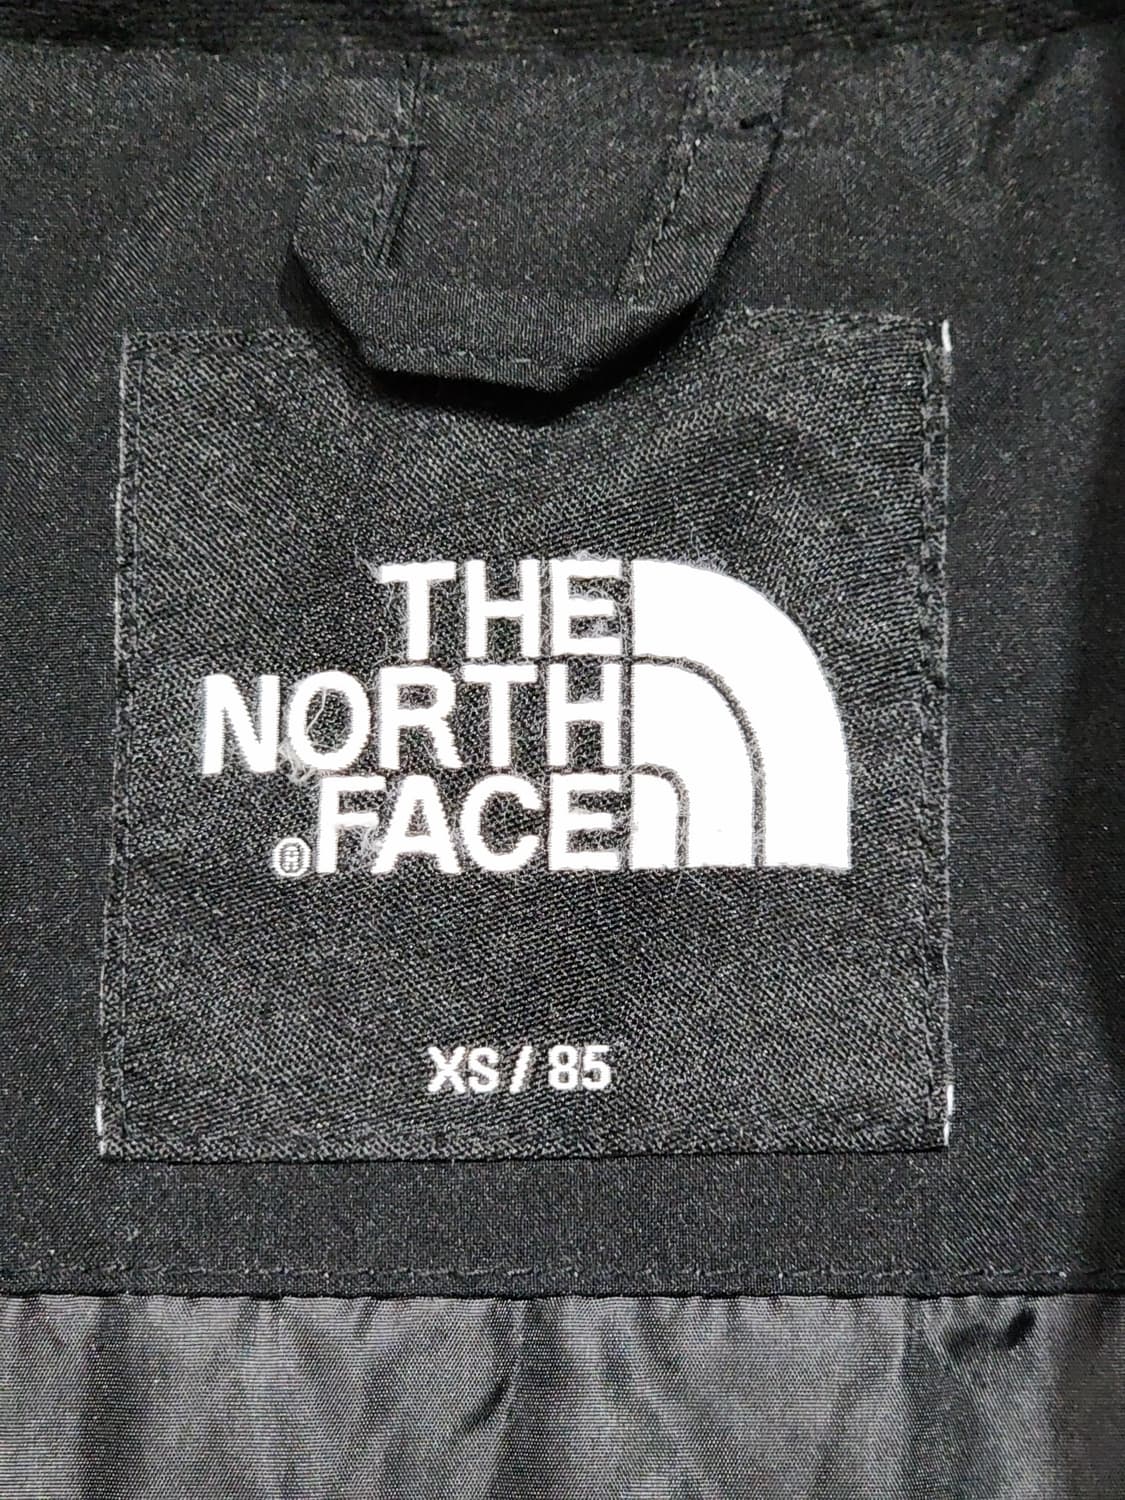 THE
NORTH
®FACE
XS / 85